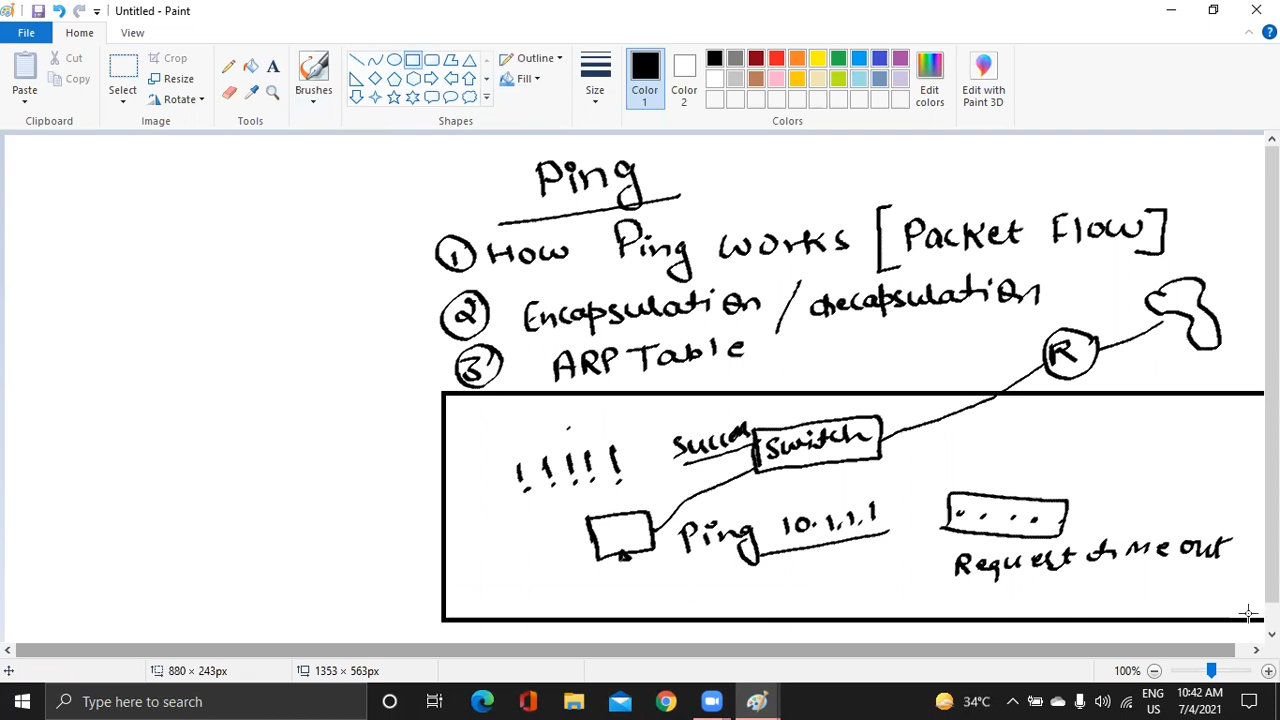 Untitled - Paint
File Home View
Paste
Cut
Copy
Clipboard
Select
Crop
Resize
Rotate
Image
A
Tools
Brushes
Outline
Fill
Shapes
Size
Color 1
Color 2
Edit colors
Edit with Paint 3D
Colors
Ping
① How Ping works [Packet Flow]
② Encapsulation / decapsulation
③ ARP Table
R
! ! ! ! !
Switch
Ping 10.1.1.1
. . . .
Request time out
880 × 243px
1353 × 563px
100%
Type here to search
34°C
ENG
US
10:42 AM
7/4/2021